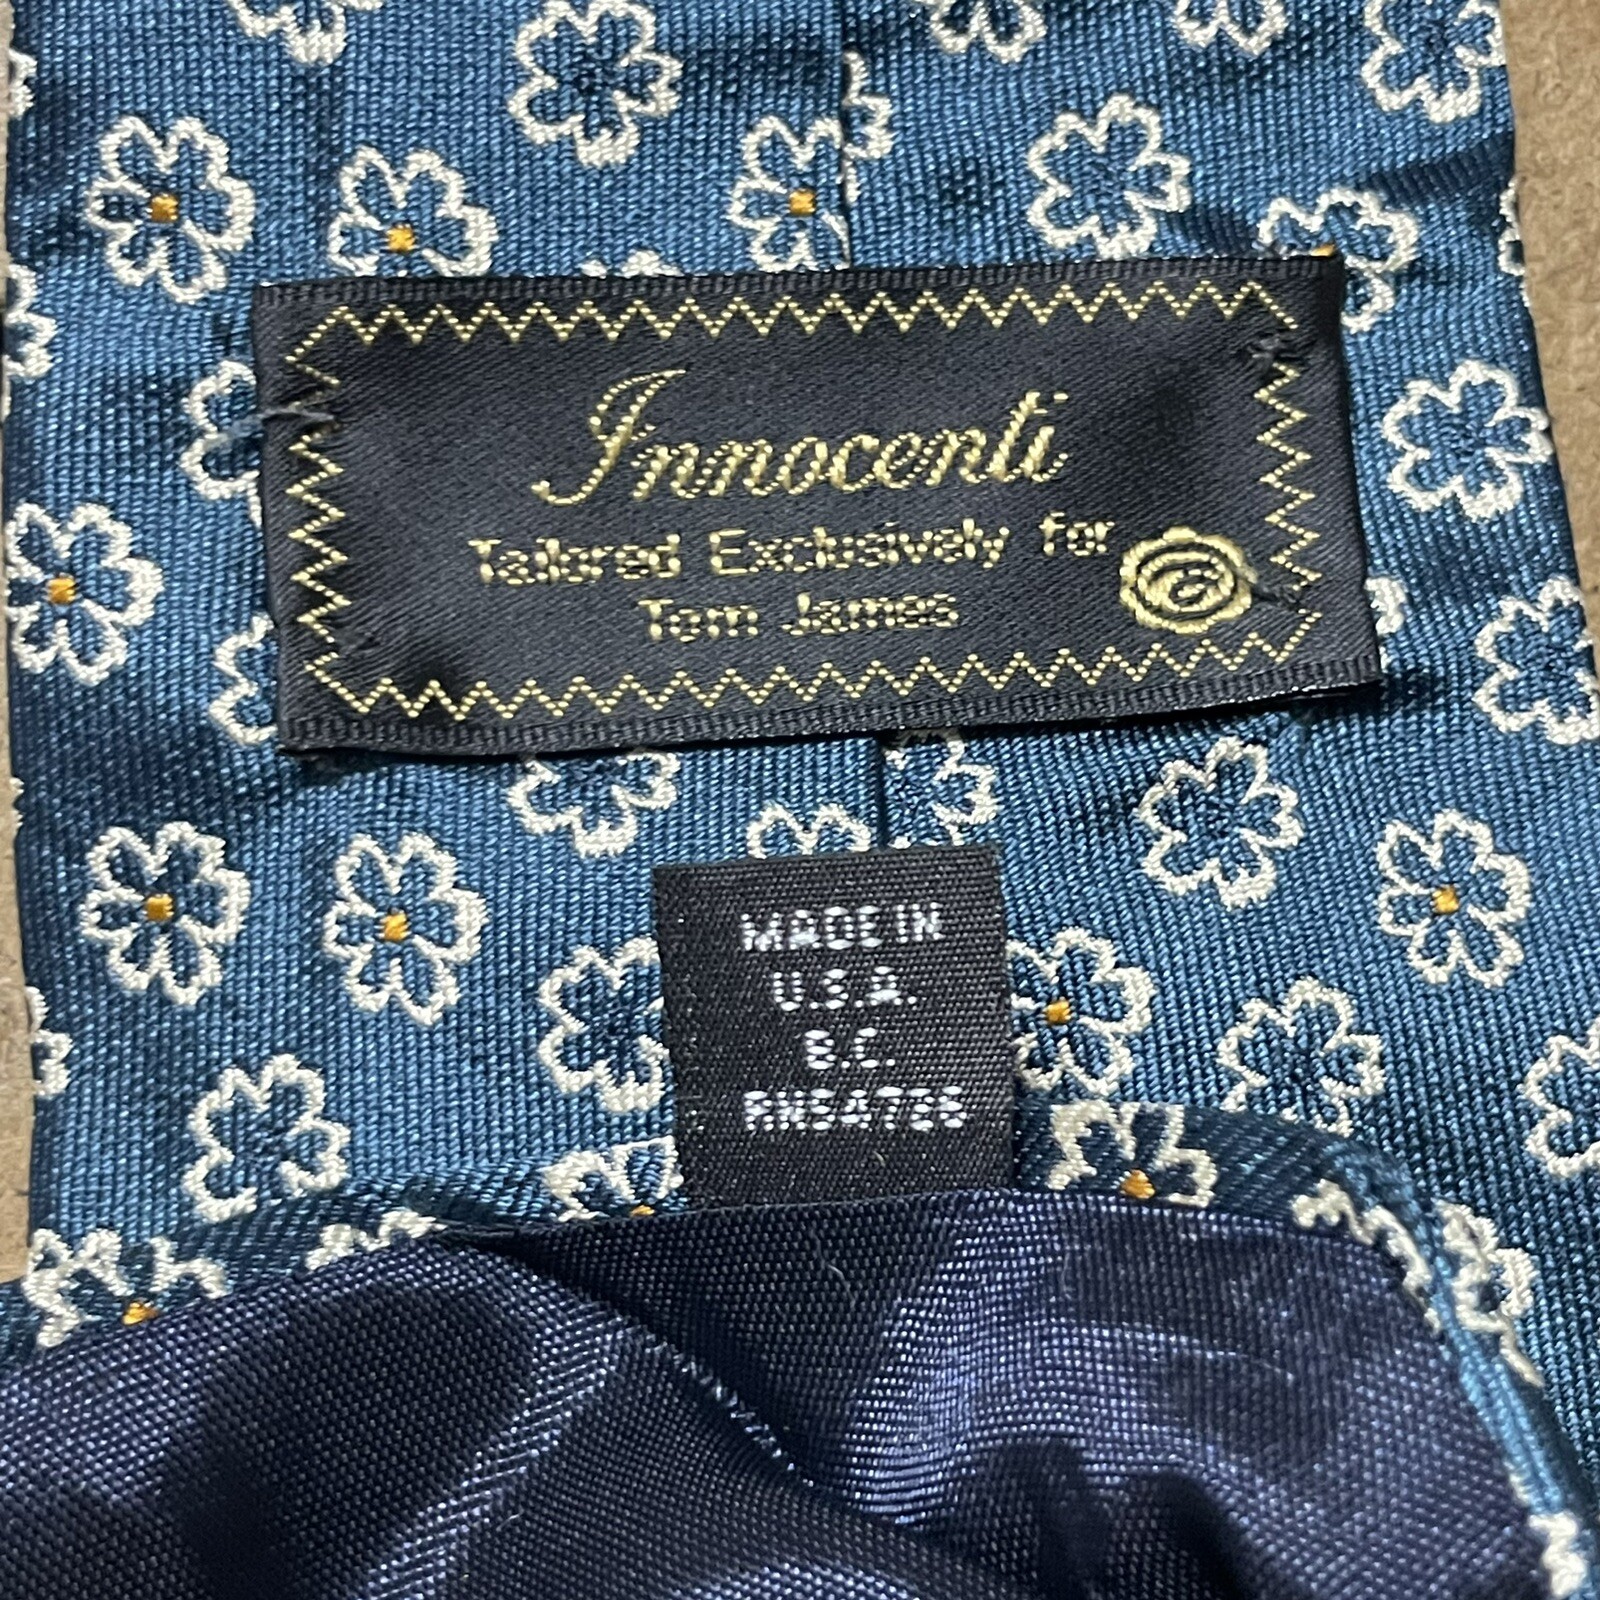 Innocenti
Tailored Exclusively for
Tom James
MADE IN
U.S.A.
B.C.
RN54726